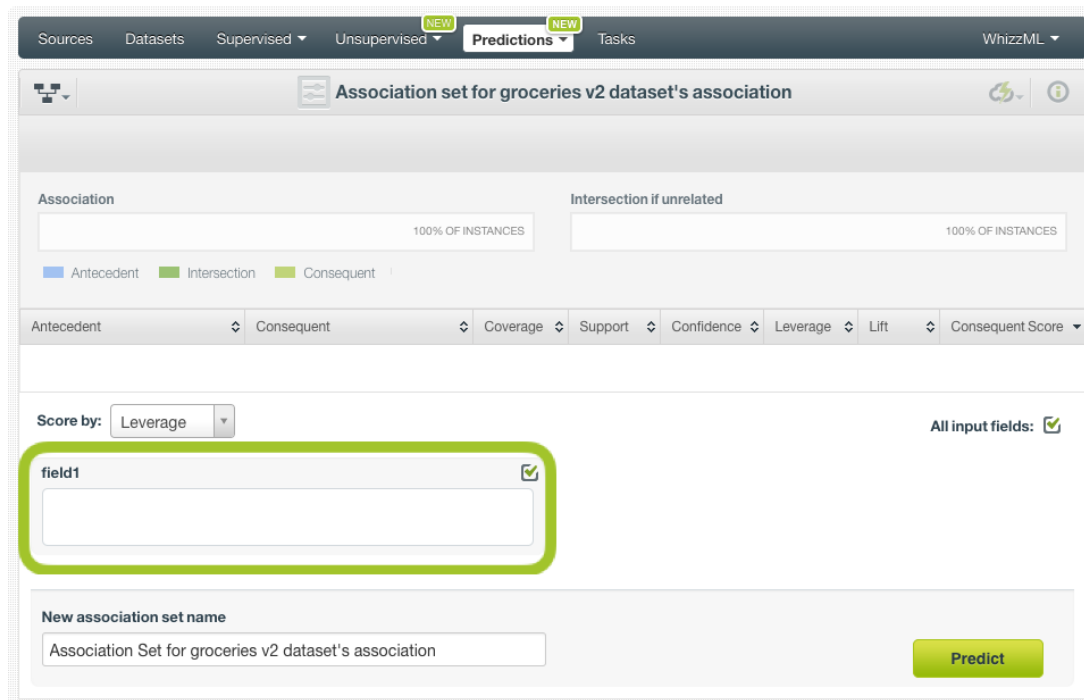 NEW NEW
Sources Datasets Supervised Unsupervised Predictions Tasks WhizzML
Association set for groceries v2 dataset's association
Association Intersection if unrelated
100% OF INSTANCES 100% OF INSTANCES
Antecedent Intersection Consequent
Antecedent Consequent Coverage Support Confidence Leverage Lift Consequent Score
Score by: Leverage All input fields:
field1
New association set name
Association Set for groceries v2 dataset's association
Predict